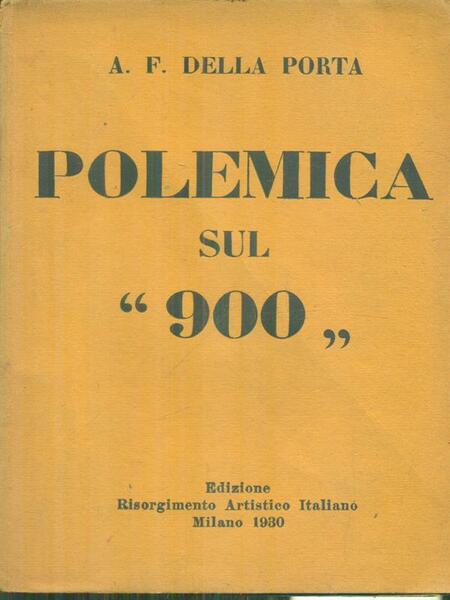 A. F. DELLA PORTA
POLEMICA
SUL
“ 900 „
Edizione
Risorgimento Artistico Italiano
Milano 1930